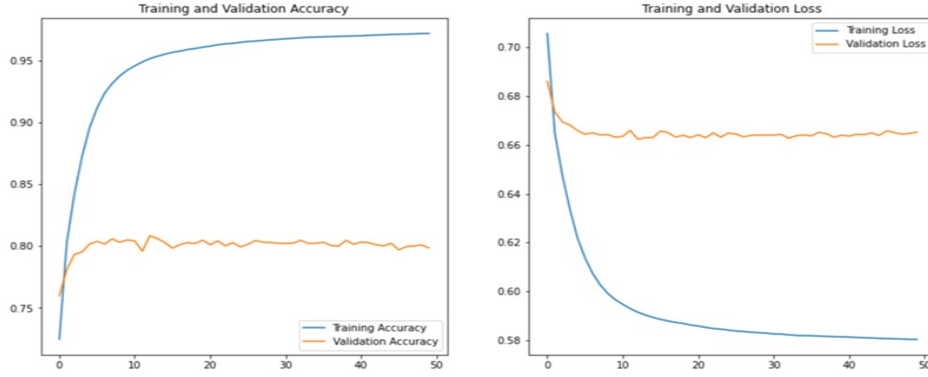 Training and Validation Accuracy
0.95
0.90
0.85
0.80
0.75
0 10 20 30 40 50
Training Accuracy
Validation Accuracy
Training and Validation Loss
Training Loss
Validation Loss
0.70
0.68
0.66
0.64
0.62
0.60
0.58
0 10 20 30 40 50